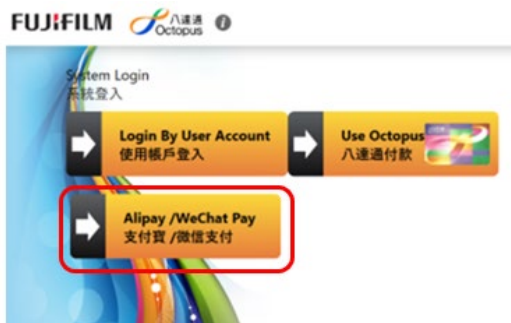 FUJIFILM 八達通 Octopus i
System Login
系統登入
Login By User Account
使用帳戶登入
Use Octopus
八達通付款
Alipay /WeChat Pay
支付寶 /微信支付